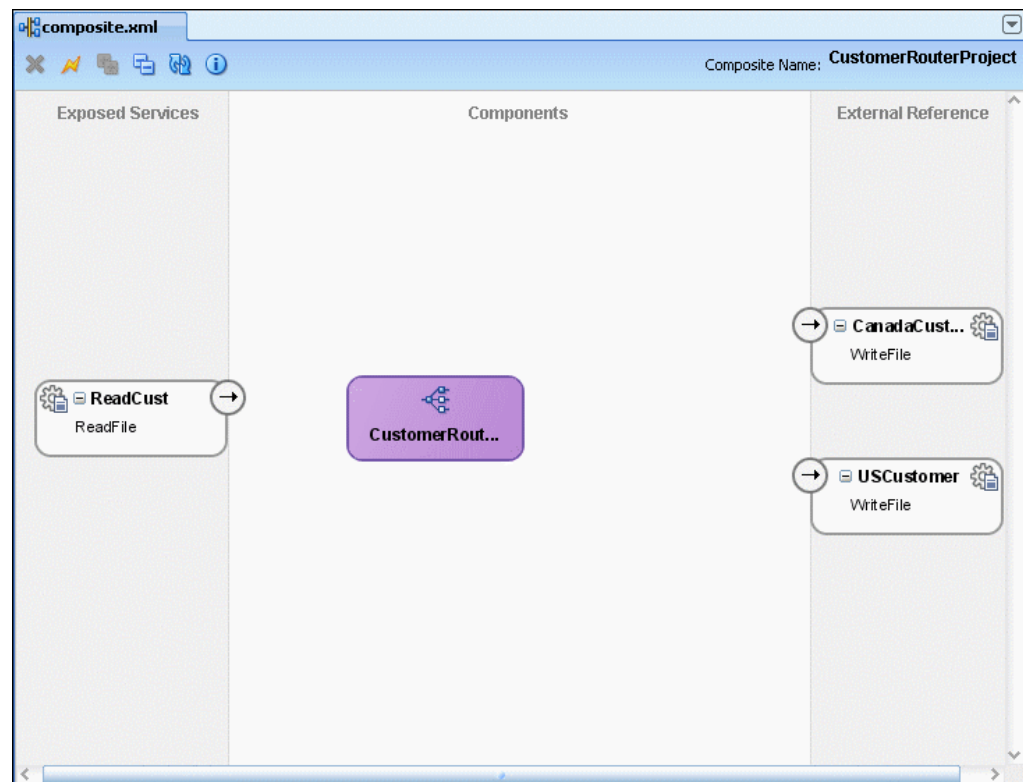 composite.xml
Composite Name: CustomerRouterProject
Exposed Services
Components
External Reference
CanadaCust...
WriteFile
ReadCust
ReadFile
CustomerRout...
USCustomer
WriteFile